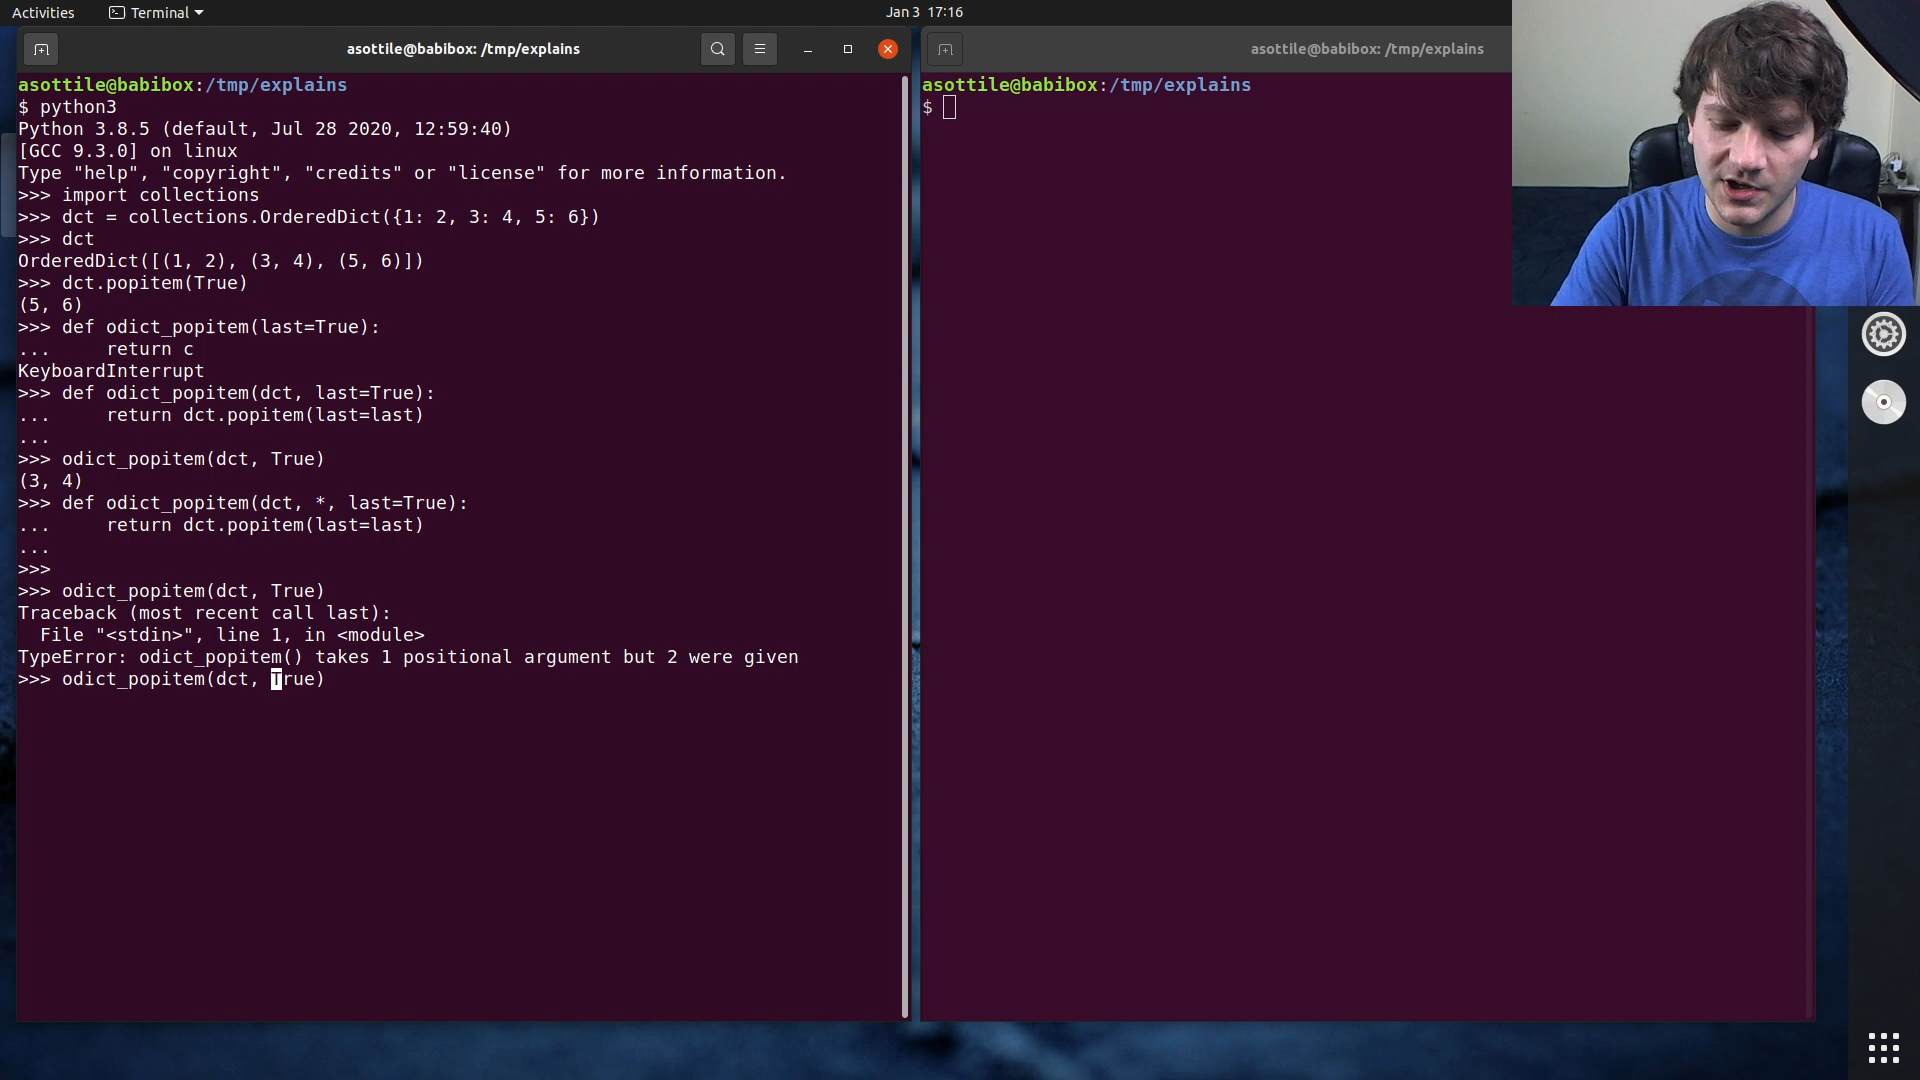 Activities
Terminal
Jan 3 17:16
asottile@babibox: /tmp/explains
asottile@babibox:/tmp/explains
$ python3
Python 3.8.5 (default, Jul 28 2020, 12:59:40)
[GCC 9.3.0] on linux
Type "help", "copyright", "credits" or "license" for more information.
>>> import collections
>>> dct = collections.OrderedDict({1: 2, 3: 4, 5: 6})
>>> dct
OrderedDict([(1, 2), (3, 4), (5, 6)])
>>> dct.popitem(True)
(5, 6)
>>> def odict_popitem(last=True):
...     return c
KeyboardInterrupt
>>> def odict_popitem(dct, last=True):
...     return dct.popitem(last=last)
...
>>> odict_popitem(dct, True)
(3, 4)
>>> def odict_popitem(dct, *, last=True):
...     return dct.popitem(last=last)
...
>>>
>>> odict_popitem(dct, True)
Traceback (most recent call last):
  File "<stdin>", line 1, in <module>
TypeError: odict_popitem() takes 1 positional argument but 2 were given
>>> odict_popitem(dct, True)
asottile@babibox: /tmp/explains
asottile@babibox:/tmp/explains
$